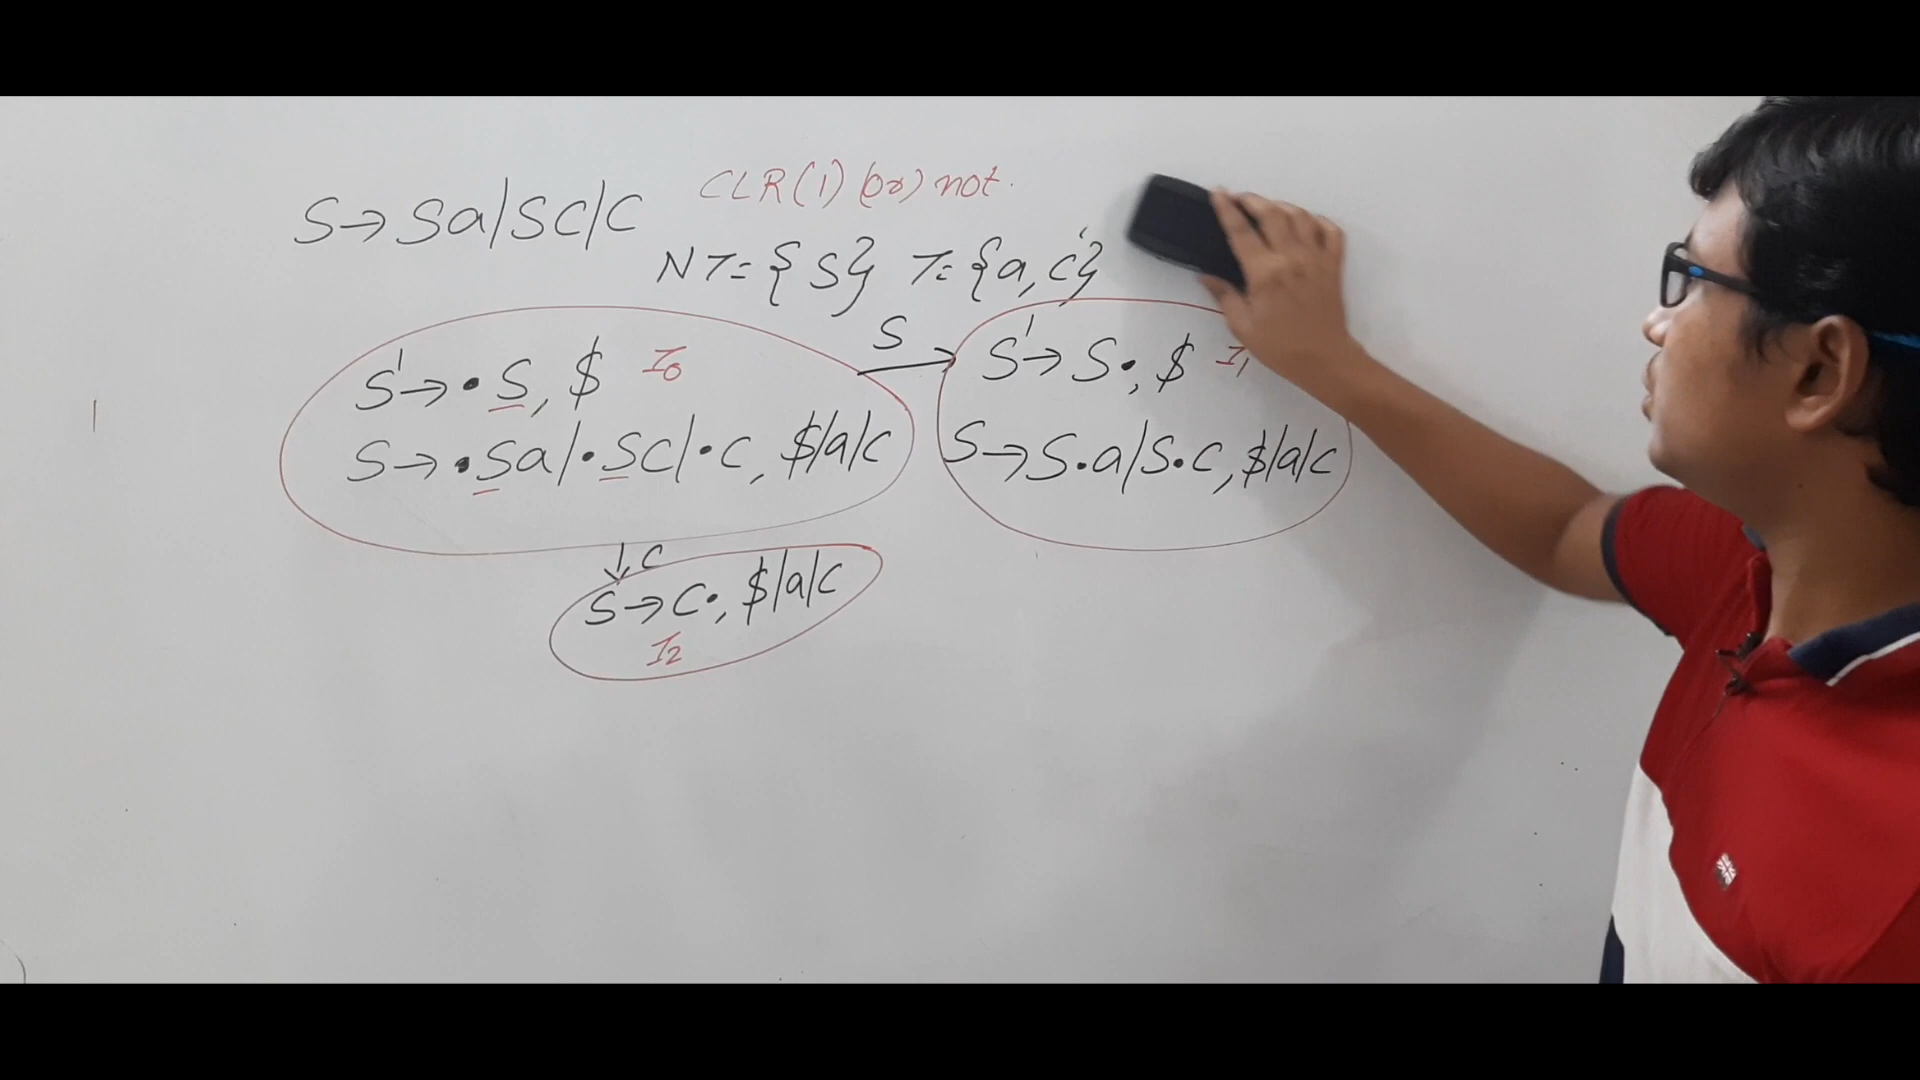 S→Sa/SC/C
CLR(1) (or) not.
NT={S} T={a, c}
S'→•S, $ I0
S→•Sa/•SC/•C, $/a/c
S
S'→S•, $ I1
S→S•a/S•C, $/a/c
↓C
S→C•, $/a/c
I2